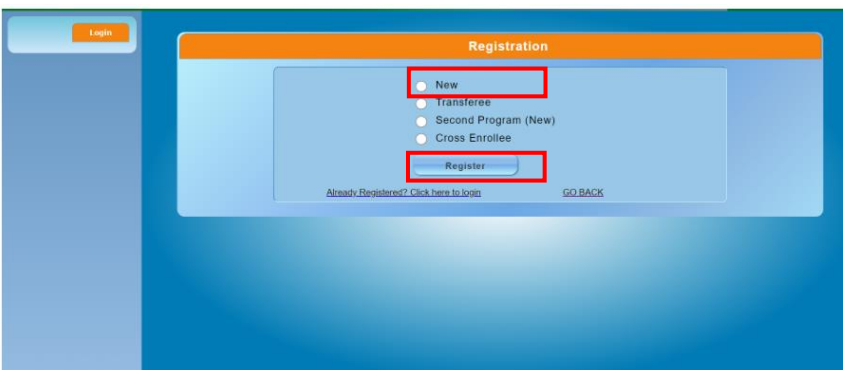 Login
Registration
New
Transferee
Second Program (New)
Cross Enrollee
Register
Already Registered? Click here to login GO BACK